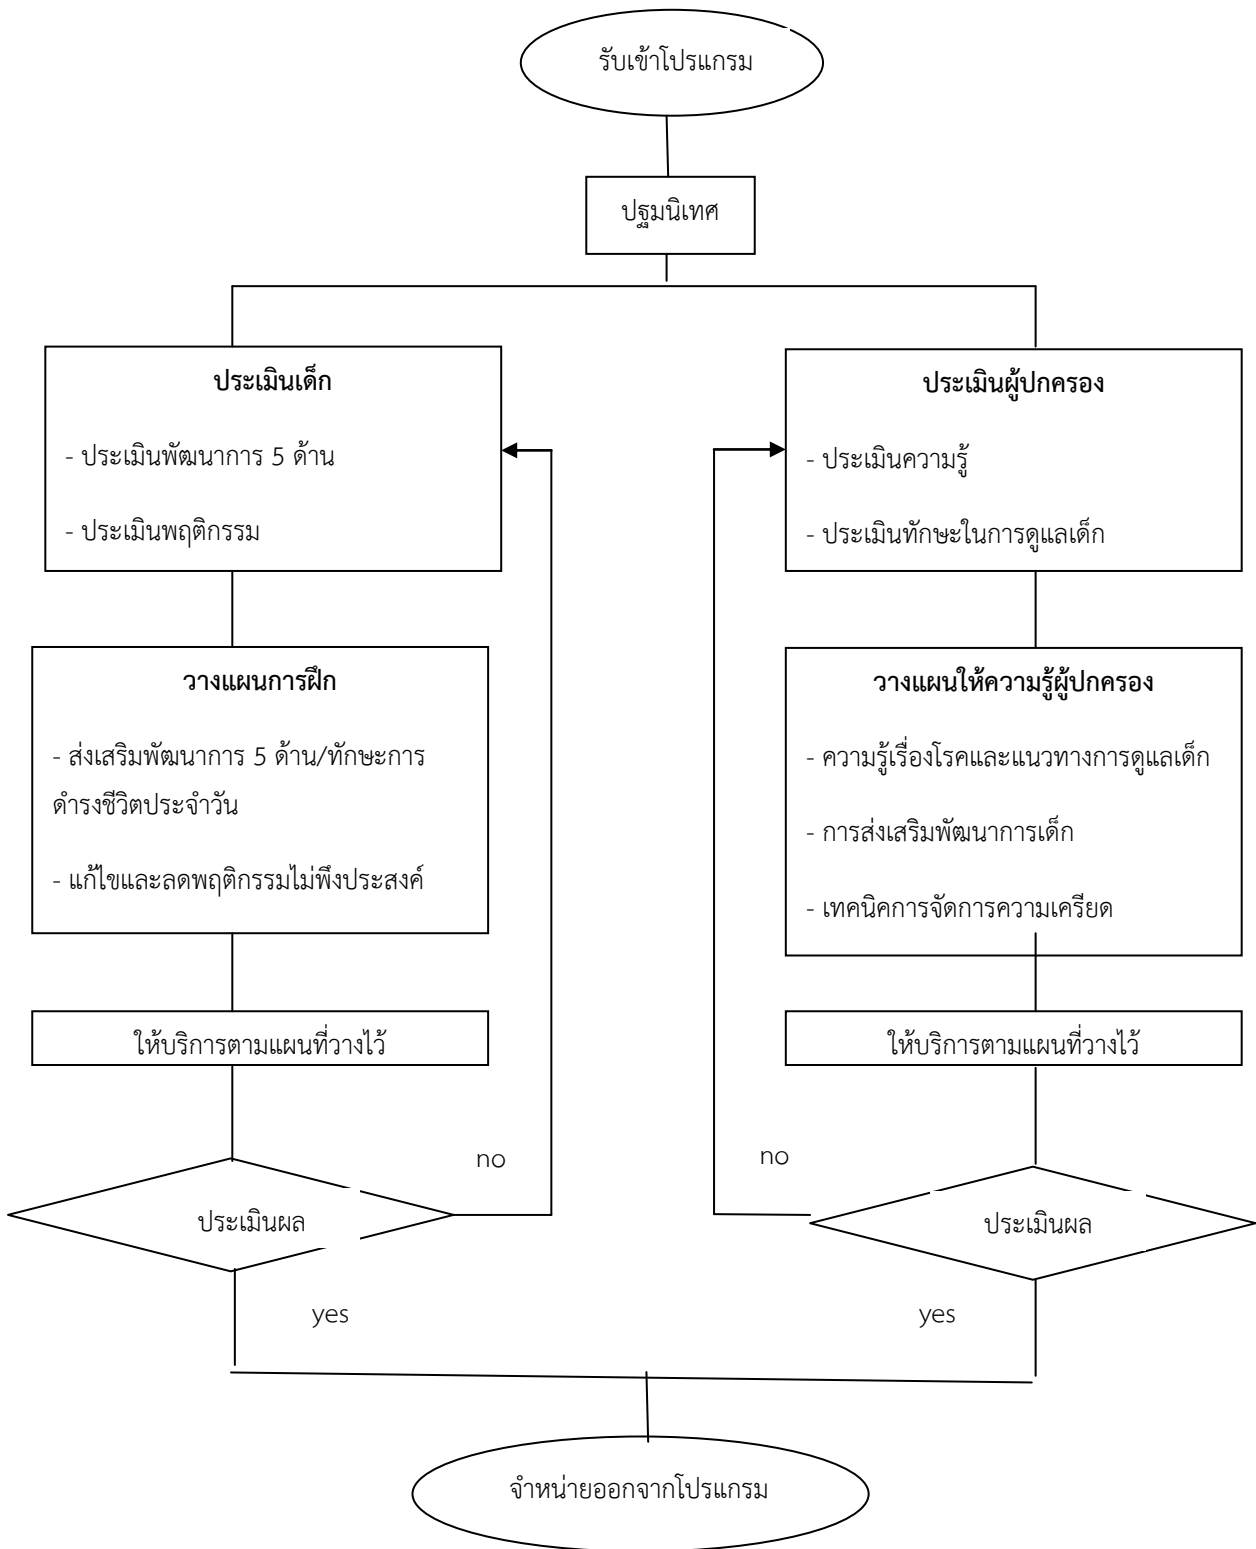 รับเข้าโปรแกรม
ปฐมนิเทศ
ประเมินเด็ก
- ประเมินพัฒนาการ 5 ด้าน
- ประเมินพฤติกรรม
วางแผนการฝึก
- ส่งเสริมพัฒนาการ 5 ด้าน/ทักษะการ
ดำรงชีวิตประจำวัน
- แก้ไขและลดพฤติกรรมไม่พึงประสงค์
ให้บริการตามแผนที่วางไว้
no
ประเมินผล
yes
ประเมินผู้ปกครอง
- ประเมินความรู้
- ประเมินทักษะในการดูแลเด็ก
วางแผนให้ความรู้ผู้ปกครอง
- ความรู้เรื่องโรคและแนวทางการดูแลเด็ก
- การส่งเสริมพัฒนาการเด็ก
- เทคนิคการจัดการความเครียด
ให้บริการตามแผนที่วางไว้
no
ประเมินผล
yes
จำหน่ายออกจากโปรแกรม